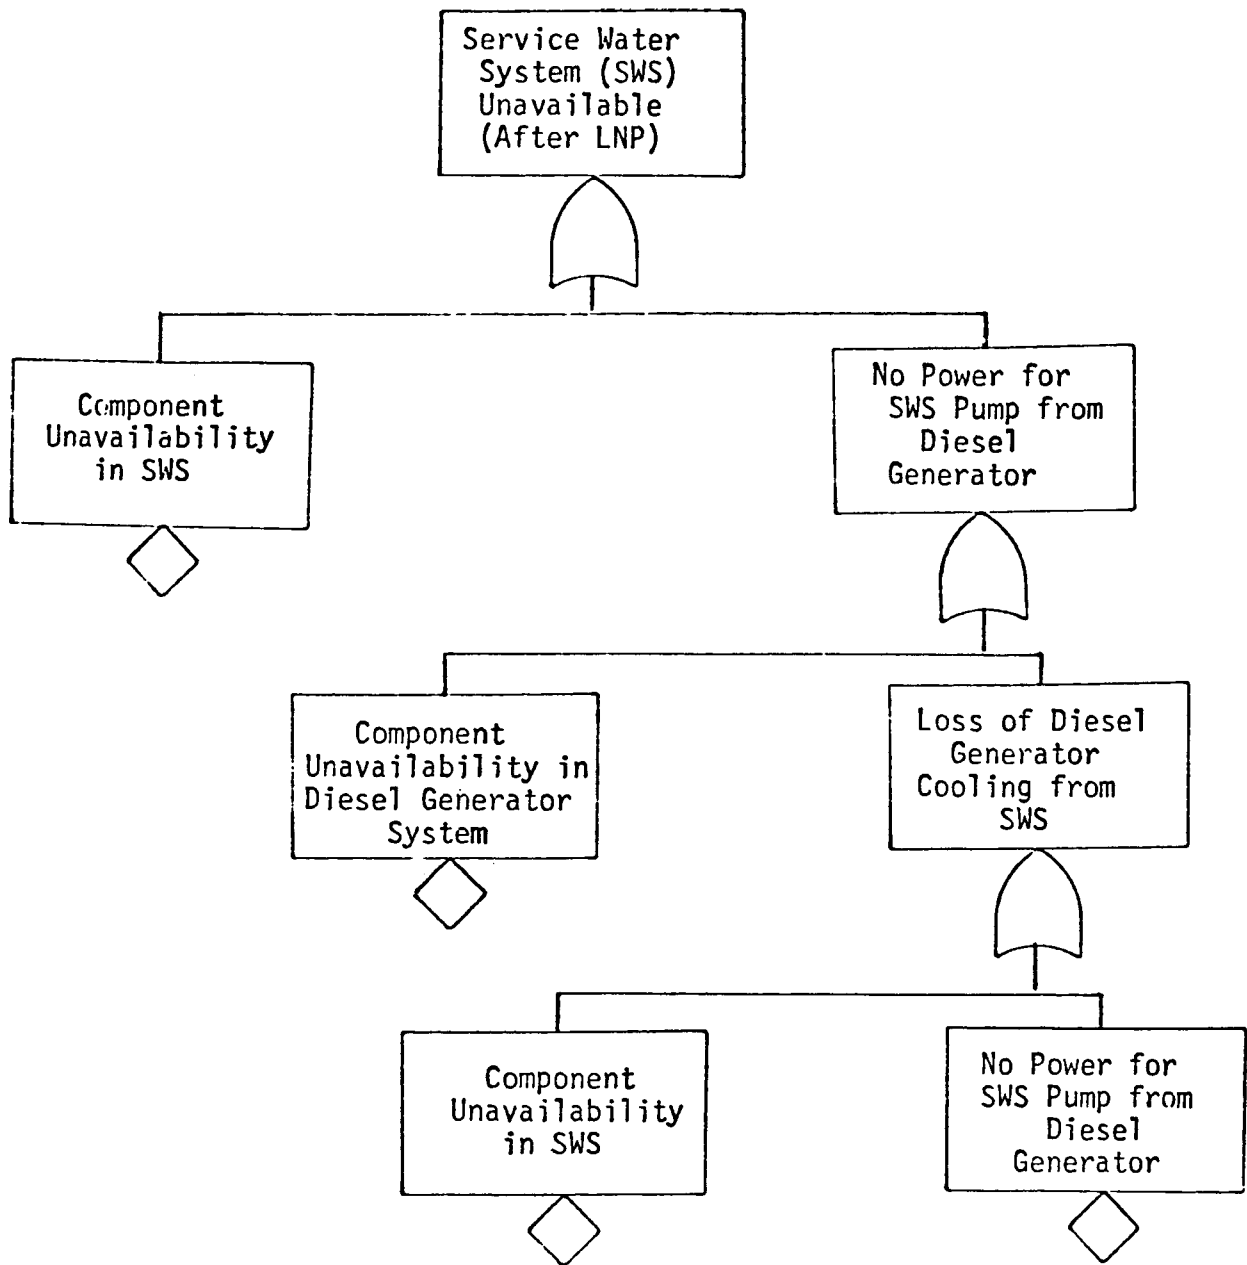 Service Water
System (SWS)
Unavailable
(After LNP)
Component
Unavailability
in SWS
No Power for
SWS Pump from
Diesel
Generator
Component
Unavailability in
Diesel Generator
System
Loss of Diesel
Generator
Cooling from
SWS
Component
Unavailability
in SWS
No Power for
SWS Pump from
Diesel
Generator